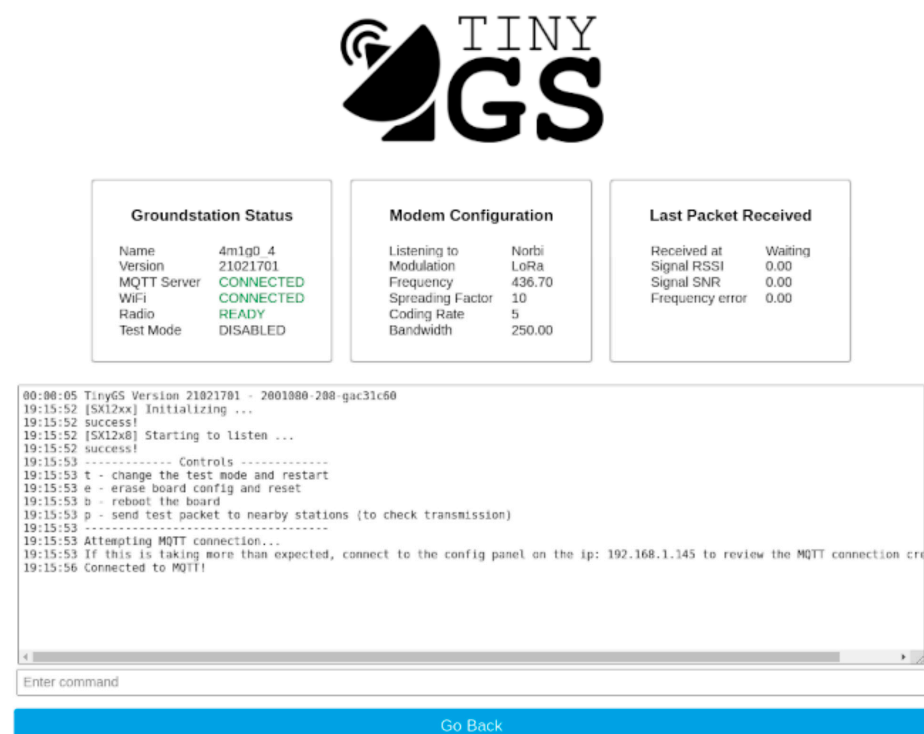 TINY
GS
Groundstation Status
Name 4m1g0_4
Version 21021701
MQTT Server CONNECTED
WiFi CONNECTED
Radio READY
Test Mode DISABLED
Modem Configuration
Listening to Norbi
Modulation LoRa
Frequency 436.70
Spreading Factor 10
Coding Rate 5
Bandwidth 250.00
Last Packet Received
Received at Waiting
Signal RSSI 0.00
Signal SNR 0.00
Frequency error 0.00
00:00:05 TinyGS Version 21021701 - 2001080-208-gac31c60
19:15:52 [SX12xx] Initializing ...
19:15:52 success!
19:15:52 [SX12x8] Starting to listen ...
19:15:52 success!
19:15:53 ------------- Controls -------------
19:15:53 t - change the test mode and restart
19:15:53 e - erase board config and reset
19:15:53 b - reboot the board
19:15:53 p - send test packet to nearby stations (to check transmission)
19:15:53 ------------------------------------
19:15:53 Attempting MQTT connection...
19:15:53 If this is taking more than expected, connect to the config panel on the ip: 192.168.1.145 to review the MQTT connection cre
19:15:56 Connected to MQTT!
Enter command
Go Back